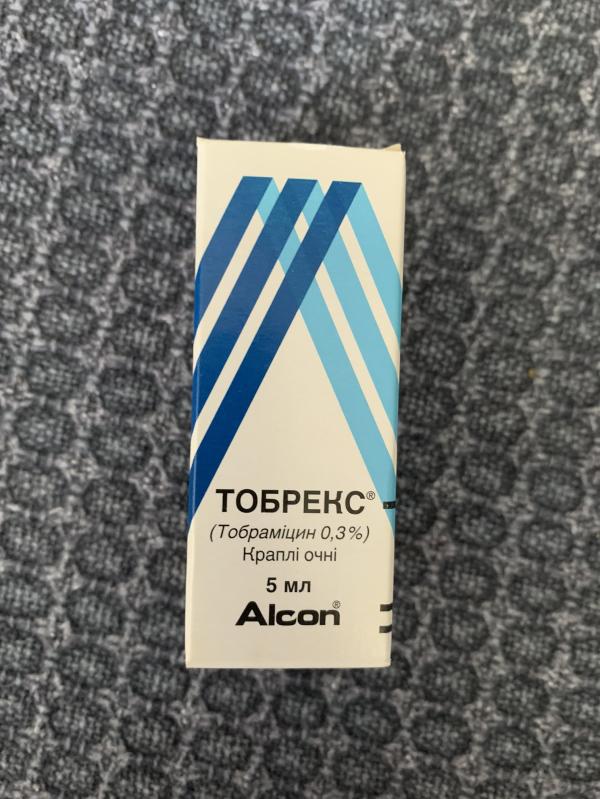 ТОБРЕКС®
(Тобраміцин 0,3%)
Краплі очні
5 мл
Alcon®